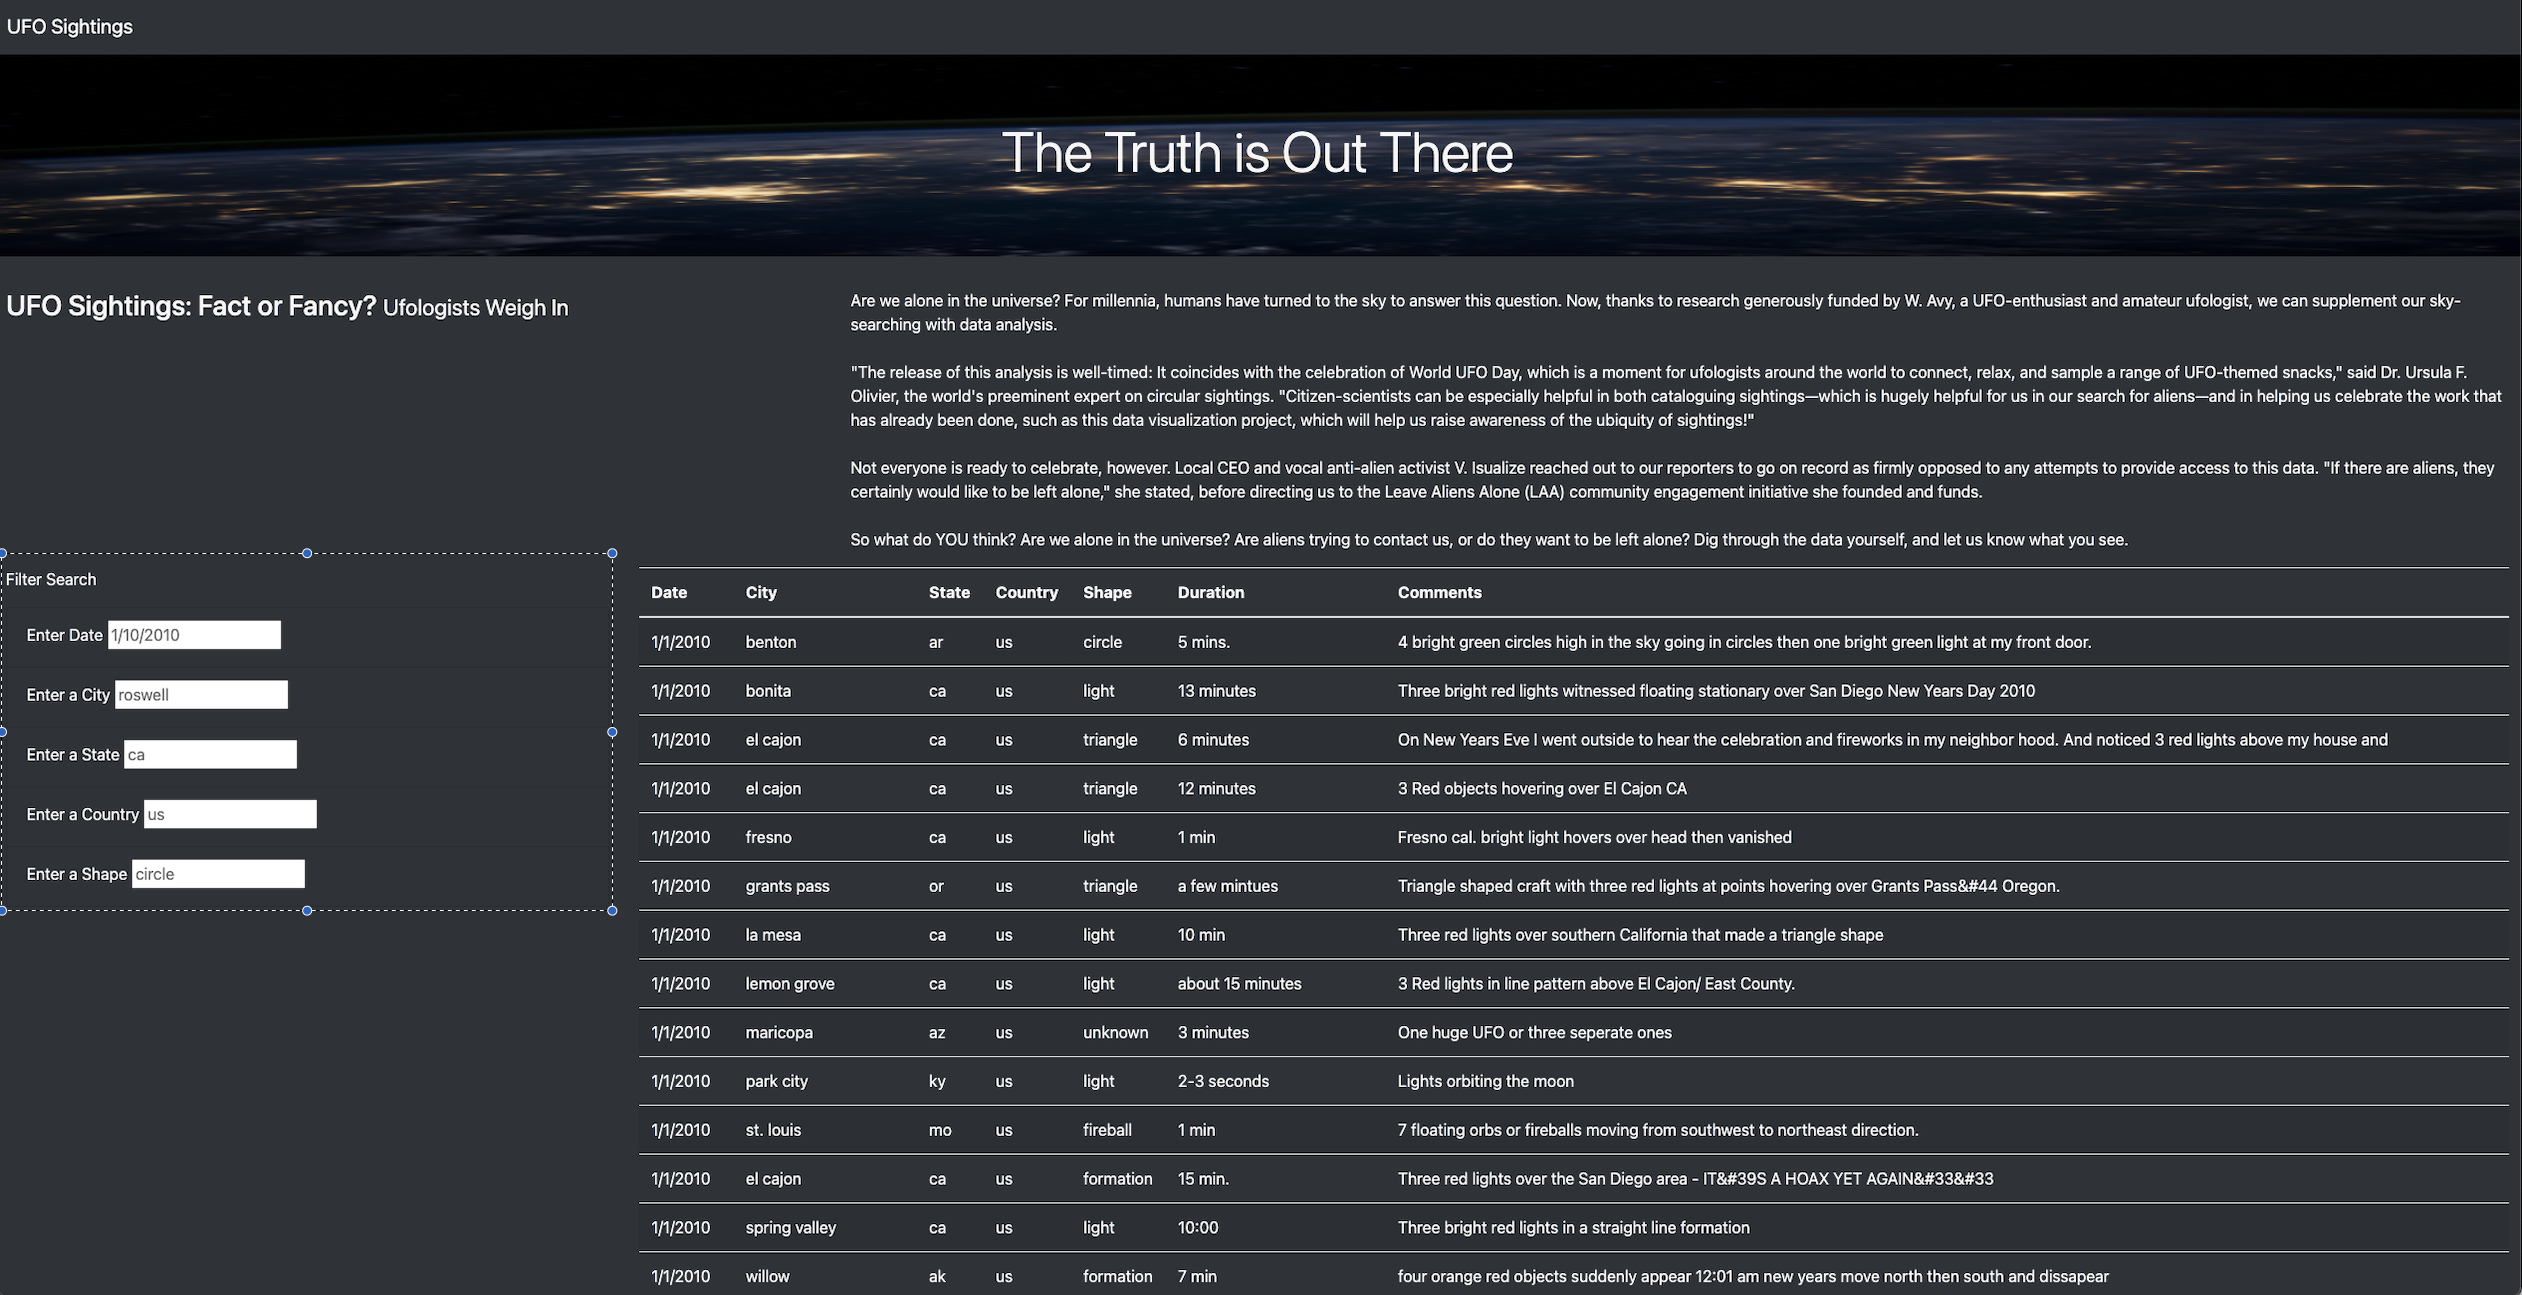 UFO Sightings
The Truth is Out There
UFO Sightings: Fact or Fancy? Ufologists Weigh In
Are we alone in the universe? For millennia, humans have turned to the sky to answer this question. Now, thanks to research generously funded by W. Avy, a UFO-enthusiast and amateur ufologist, we can supplement our sky-
searching with data analysis.
"The release of this analysis is well-timed: It coincides with the celebration of World UFO Day, which is a moment for ufologists around the world to connect, relax, and sample a range of UFO-themed snacks," said Dr. Ursula F.
Olivier, the world's preeminent expert on circular sightings. "Citizen-scientists can be especially helpful in both cataloguing sightings—which is hugely helpful for us in our search for aliens—and in helping us celebrate the work that
has already been done, such as this data visualization project, which will help us raise awareness of the ubiquity of sightings!"
Not everyone is ready to celebrate, however. Local CEO and vocal anti-alien activist V. Isualize reached out to our reporters to go on record as firmly opposed to any attempts to provide access to this data. "If there are aliens, they
certainly would like to be left alone," she stated, before directing us to the Leave Aliens Alone (LAA) community engagement initiative she founded and funds.
So what do YOU think? Are we alone in the universe? Are aliens trying to contact us, or do they want to be left alone? Dig through the data yourself, and let us know what you see.
Filter Search
Enter Date 1/10/2010
Enter a City roswell
Enter a State ca
Enter a Country us
Enter a Shape circle
Date City State Country Shape Duration Comments
1/1/2010 benton ar us circle 5 mins. 4 bright green circles high in the sky going in circles then one bright green light at my front door.
1/1/2010 bonita ca us light 13 minutes Three bright red lights witnessed floating stationary over San Diego New Years Day 2010
1/1/2010 el cajon ca us triangle 6 minutes On New Years Eve I went outside to hear the celebration and fireworks in my neighbor hood. And noticed 3 red lights above my house and
1/1/2010 el cajon ca us triangle 12 minutes 3 Red objects hovering over El Cajon CA
1/1/2010 fresno ca us light 1 min Fresno cal. bright light hovers over head then vanished
1/1/2010 grants pass or us triangle a few mintues Triangle shaped craft with three red lights at points hovering over Grants Pass&#44 Oregon.
1/1/2010 la mesa ca us light 10 min Three red lights over southern California that made a triangle shape
1/1/2010 lemon grove ca us light about 15 minutes 3 Red lights in line pattern above El Cajon/ East County.
1/1/2010 maricopa az us unknown 3 minutes One huge UFO or three seperate ones
1/1/2010 park city ky us light 2-3 seconds Lights orbiting the moon
1/1/2010 st. louis mo us fireball 1 min 7 floating orbs or fireballs moving from southwest to northeast direction.
1/1/2010 el cajon ca us formation 15 min. Three red lights over the San Diego area - IT&#39S A HOAX YET AGAIN&#33&#33
1/1/2010 spring valley ca us light 10:00 Three bright red lights in a straight line formation
1/1/2010 willow ak us formation 7 min four orange red objects suddenly appear 12:01 am new years move north then south and dissapear